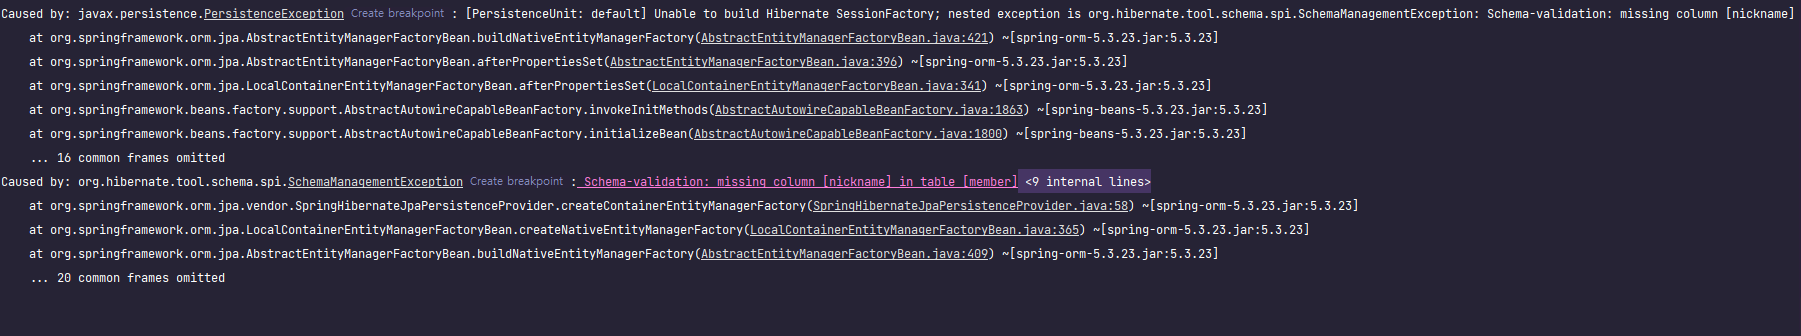 Caused by: javax.persistence.PersistenceException Create breakpoint : [PersistenceUnit: default] Unable to build Hibernate SessionFactory; nested exception is org.hibernate.tool.schema.spi.SchemaManagementException: Schema-validation: missing column [nickname]
at org.springframework.orm.jpa.AbstractEntityManagerFactoryBean.buildNativeEntityManagerFactory(AbstractEntityManagerFactoryBean.java:421) ~[spring-orm-5.3.23.jar:5.3.23]
at org.springframework.orm.jpa.AbstractEntityManagerFactoryBean.afterPropertiesSet(AbstractEntityManagerFactoryBean.java:396) ~[spring-orm-5.3.23.jar:5.3.23]
at org.springframework.orm.jpa.LocalContainerEntityManagerFactoryBean.afterPropertiesSet(LocalContainerEntityManagerFactoryBean.java:341) ~[spring-orm-5.3.23.jar:5.3.23]
at org.springframework.beans.factory.support.AbstractAutowireCapableBeanFactory.invokeInitMethods(AbstractAutowireCapableBeanFactory.java:1863) ~[spring-beans-5.3.23.jar:5.3.23]
at org.springframework.beans.factory.support.AbstractAutowireCapableBeanFactory.initializeBean(AbstractAutowireCapableBeanFactory.java:1800) ~[spring-beans-5.3.23.jar:5.3.23]
... 16 common frames omitted
Caused by: org.hibernate.tool.schema.spi.SchemaManagementException Create breakpoint : Schema-validation: missing column [nickname] in table [member] <9 internal lines>
at org.springframework.orm.jpa.vendor.SpringHibernateJpaPersistenceProvider.createContainerEntityManagerFactory(SpringHibernateJpaPersistenceProvider.java:58) ~[spring-orm-5.3.23.jar:5.3.23]
at org.springframework.orm.jpa.LocalContainerEntityManagerFactoryBean.createNativeEntityManagerFactory(LocalContainerEntityManagerFactoryBean.java:365) ~[spring-orm-5.3.23.jar:5.3.23]
at org.springframework.orm.jpa.AbstractEntityManagerFactoryBean.buildNativeEntityManagerFactory(AbstractEntityManagerFactoryBean.java:409) ~[spring-orm-5.3.23.jar:5.3.23]
... 20 common frames omitted